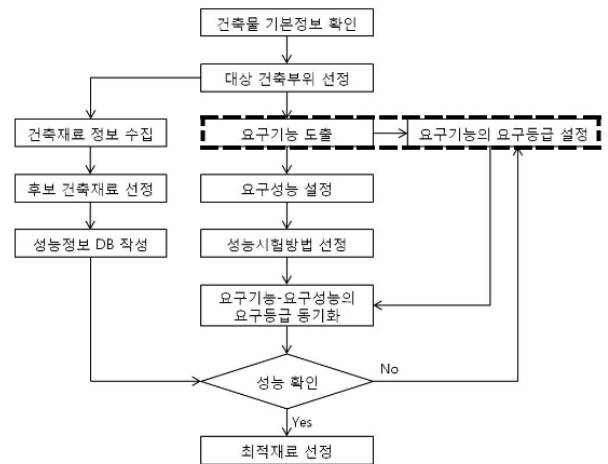 건축물 기본정보 확인
대상 건축부위 선정
건축재료 정보 수집
요구기능 도출
요구기능의 요구등급 설정
후보 건축재료 선정
요구성능 설정
성능정보 DB 작성
성능시험방법 선정
요구기능-요구성능의
요구등급 동기화
성능 확인
No
Yes
최적재료 선정